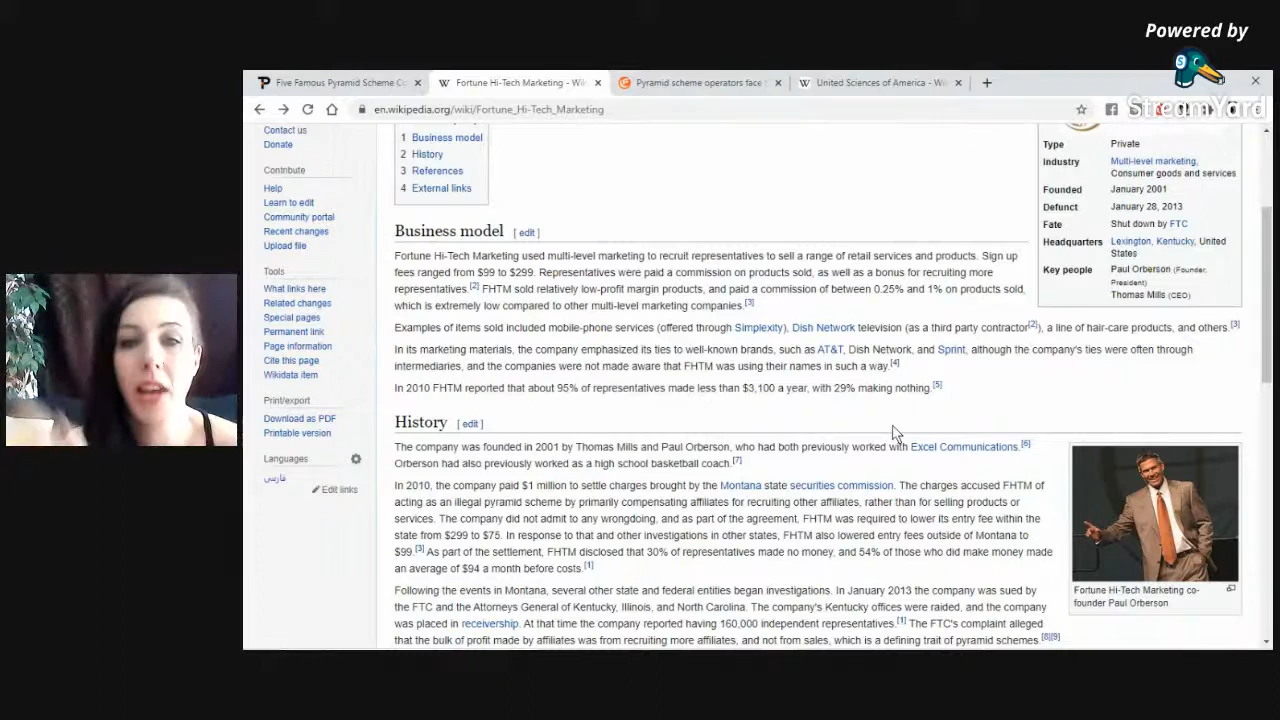 Powered by
StreamYard
Five Famous Pyramid Scheme
Fortune Hi-Tech Marketing - Wi
Pyramid scheme operators face
United Sciences of America - Wi
en.wikipedia.org/wiki/Fortune_Hi-Tech_Marketing
Contact us
Donate
Contribute
Help
Learn to edit
Community portal
Recent changes
Upload file
Tools
What links here
Related changes
Special pages
Permanent link
Page information
Cite this page
Wikidata item
Print/export
Download as PDF
Printable version
Languages
فارسی
Edit links
1 Business model
2 History
3 References
4 External links
Business model [ edit ]
Fortune Hi-Tech Marketing used multi-level marketing to recruit representatives to sell a range of retail services and products. Sign up
fees ranged from $99 to $299. Representatives were paid a commission on products sold, as well as a bonus for recruiting more
representatives.[2] FHTM sold relatively low-profit margin products, and paid a commission of between 0.25% and 1% on products sold,
which is extremely low compared to other multi-level marketing companies.[3]
Examples of items sold included mobile-phone services (offered through Simplexity), Dish Network television (as a third party contractor[2]), a line of hair-care products, and others.[3]
In its marketing materials, the company emphasized its ties to well-known brands, such as AT&T, Dish Network, and Sprint, although the company's ties were often through
intermediaries, and the companies were not made aware that FHTM was using their names in such a way.[4]
In 2010 FHTM reported that about 95% of representatives made less than $3,100 a year, with 29% making nothing.[5]
History [ edit ]
The company was founded in 2001 by Thomas Mills and Paul Orberson, who had both previously worked with Excel Communications.[6]
Orberson had also previously worked as a high school basketball coach.[7]
In 2010, the company paid $1 million to settle charges brought by the Montana state securities commission. The charges accused FHTM of
acting as an illegal pyramid scheme by primarily compensating affiliates for recruiting other affiliates, rather than for selling products or
services. The company did not admit to any wrongdoing, and as part of the agreement, FHTM was required to lower its entry fee within the
state from $299 to $75. In response to that and other investigations in other states, FHTM also lowered entry fees outside of Montana to
$99.[3] As part of the settlement, FHTM disclosed that 30% of representatives made no money, and 54% of those who did make money made
an average of $94 a month before costs.[1]
Following the events in Montana, several other state and federal entities began investigations. In January 2013 the company was sued by
the FTC and the Attorneys General of Kentucky, Illinois, and North Carolina. The company's Kentucky offices were raided, and the company
was placed in receivership. At that time the company reported having 160,000 independent representatives.[1] The FTC's complaint alleged
that the bulk of profit made by affiliates was from recruiting more affiliates, and not from sales, which is a defining trait of pyramid schemes.[8][9]
Type Private
Industry Multi-level marketing,
Consumer goods and services
Founded January 2001
Defunct January 28, 2013
Fate Shut down by FTC
Headquarters Lexington, Kentucky, United
States
Key people Paul Orberson (Founder,
President)
Thomas Mills (CEO)
Fortune Hi-Tech Marketing co-
founder Paul Orberson